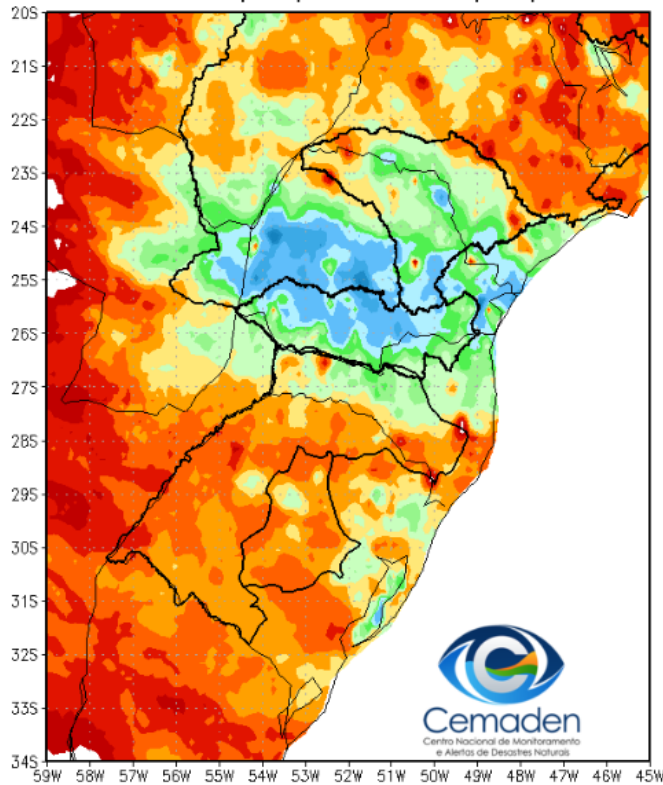 20S
21S
22S
23S
24S
25S
26S
27S
28S
29S
30S
31S
32S
33S
34S
59W 58W 57W 56W 55W 54W 53W 52W 51W 50W 49W 48W 47W 46W 45W
Cemaden
Centro Nacional de Monitoramento
e Alertas de Desastres Naturais